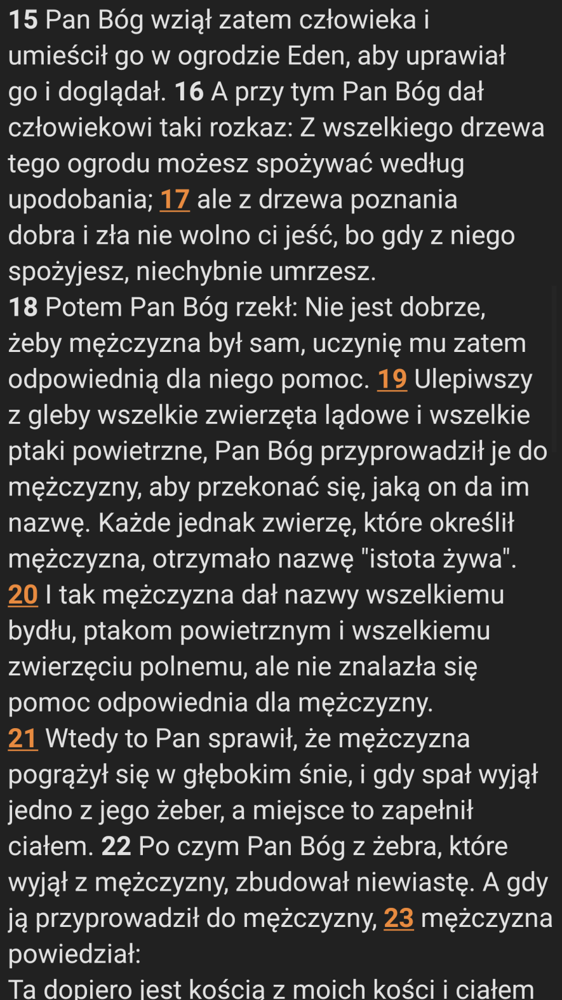 15 Pan Bóg wziął zatem człowieka i
umieścił go w ogrodzie Eden, aby uprawiał
go i doglądał. 16 A przy tym Pan Bóg dał
człowiekowi taki rozkaz: Z wszelkiego drzewa
tego ogrodu możesz spożywać według
upodobania; 17 ale z drzewa poznania
dobra i zła nie wolno ci jeść, bo gdy z niego
spożyjesz, niechybnie umrzesz.
18 Potem Pan Bóg rzekł: Nie jest dobrze,
żeby mężczyzna był sam, uczynię mu zatem
odpowiednią dla niego pomoc. 19 Ulepiwszy
z gleby wszelkie zwierzęta lądowe i wszelkie
ptaki powietrzne, Pan Bóg przyprowadził je do
mężczyzny, aby przekonać się, jaką on da im
nazwę. Każde jednak zwierzę, które określił
mężczyzna, otrzymało nazwę "istota żywa".
20 I tak mężczyzna dał nazwy wszelkiemu
bydłu, ptakom powietrznym i wszelkiemu
zwierzęciu polnemu, ale nie znalazła się
pomoc odpowiednia dla mężczyzny.
21 Wtedy to Pan sprawił, że mężczyzna
pogrążył się w głębokim śnie, i gdy spał wyjął
jedno z jego żeber, a miejsce to zapełnił
ciałem. 22 Po czym Pan Bóg z żebra, które
wyjął z mężczyzny, zbudował niewiastę. A gdy
ją przyprowadził do mężczyzny, 23 mężczyzna
powiedział:
Ta dopiero jest kością z moich kości i ciałem